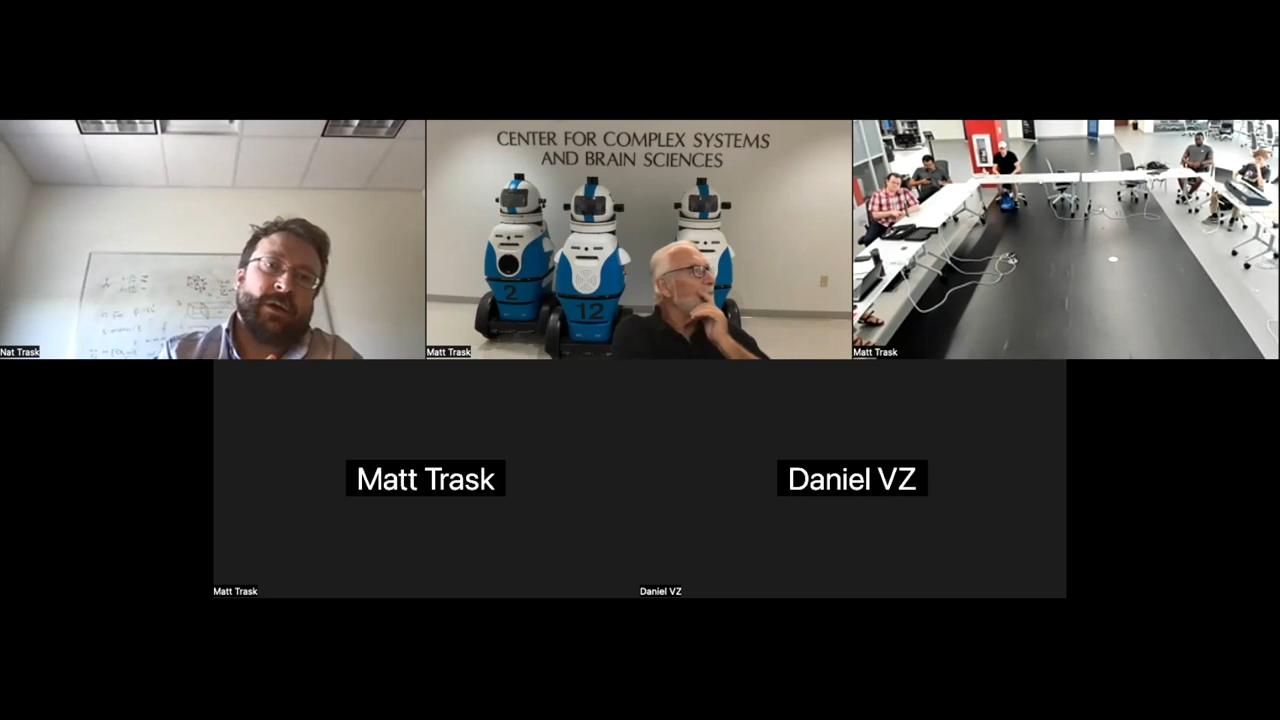 CENTER FOR COMPLEX SYSTEMS
AND BRAIN SCIENCES
2
12
Nat Trask
Matt Trask
Matt Trask
Matt Trask
Daniel VZ
Matt Trask
Daniel VZ